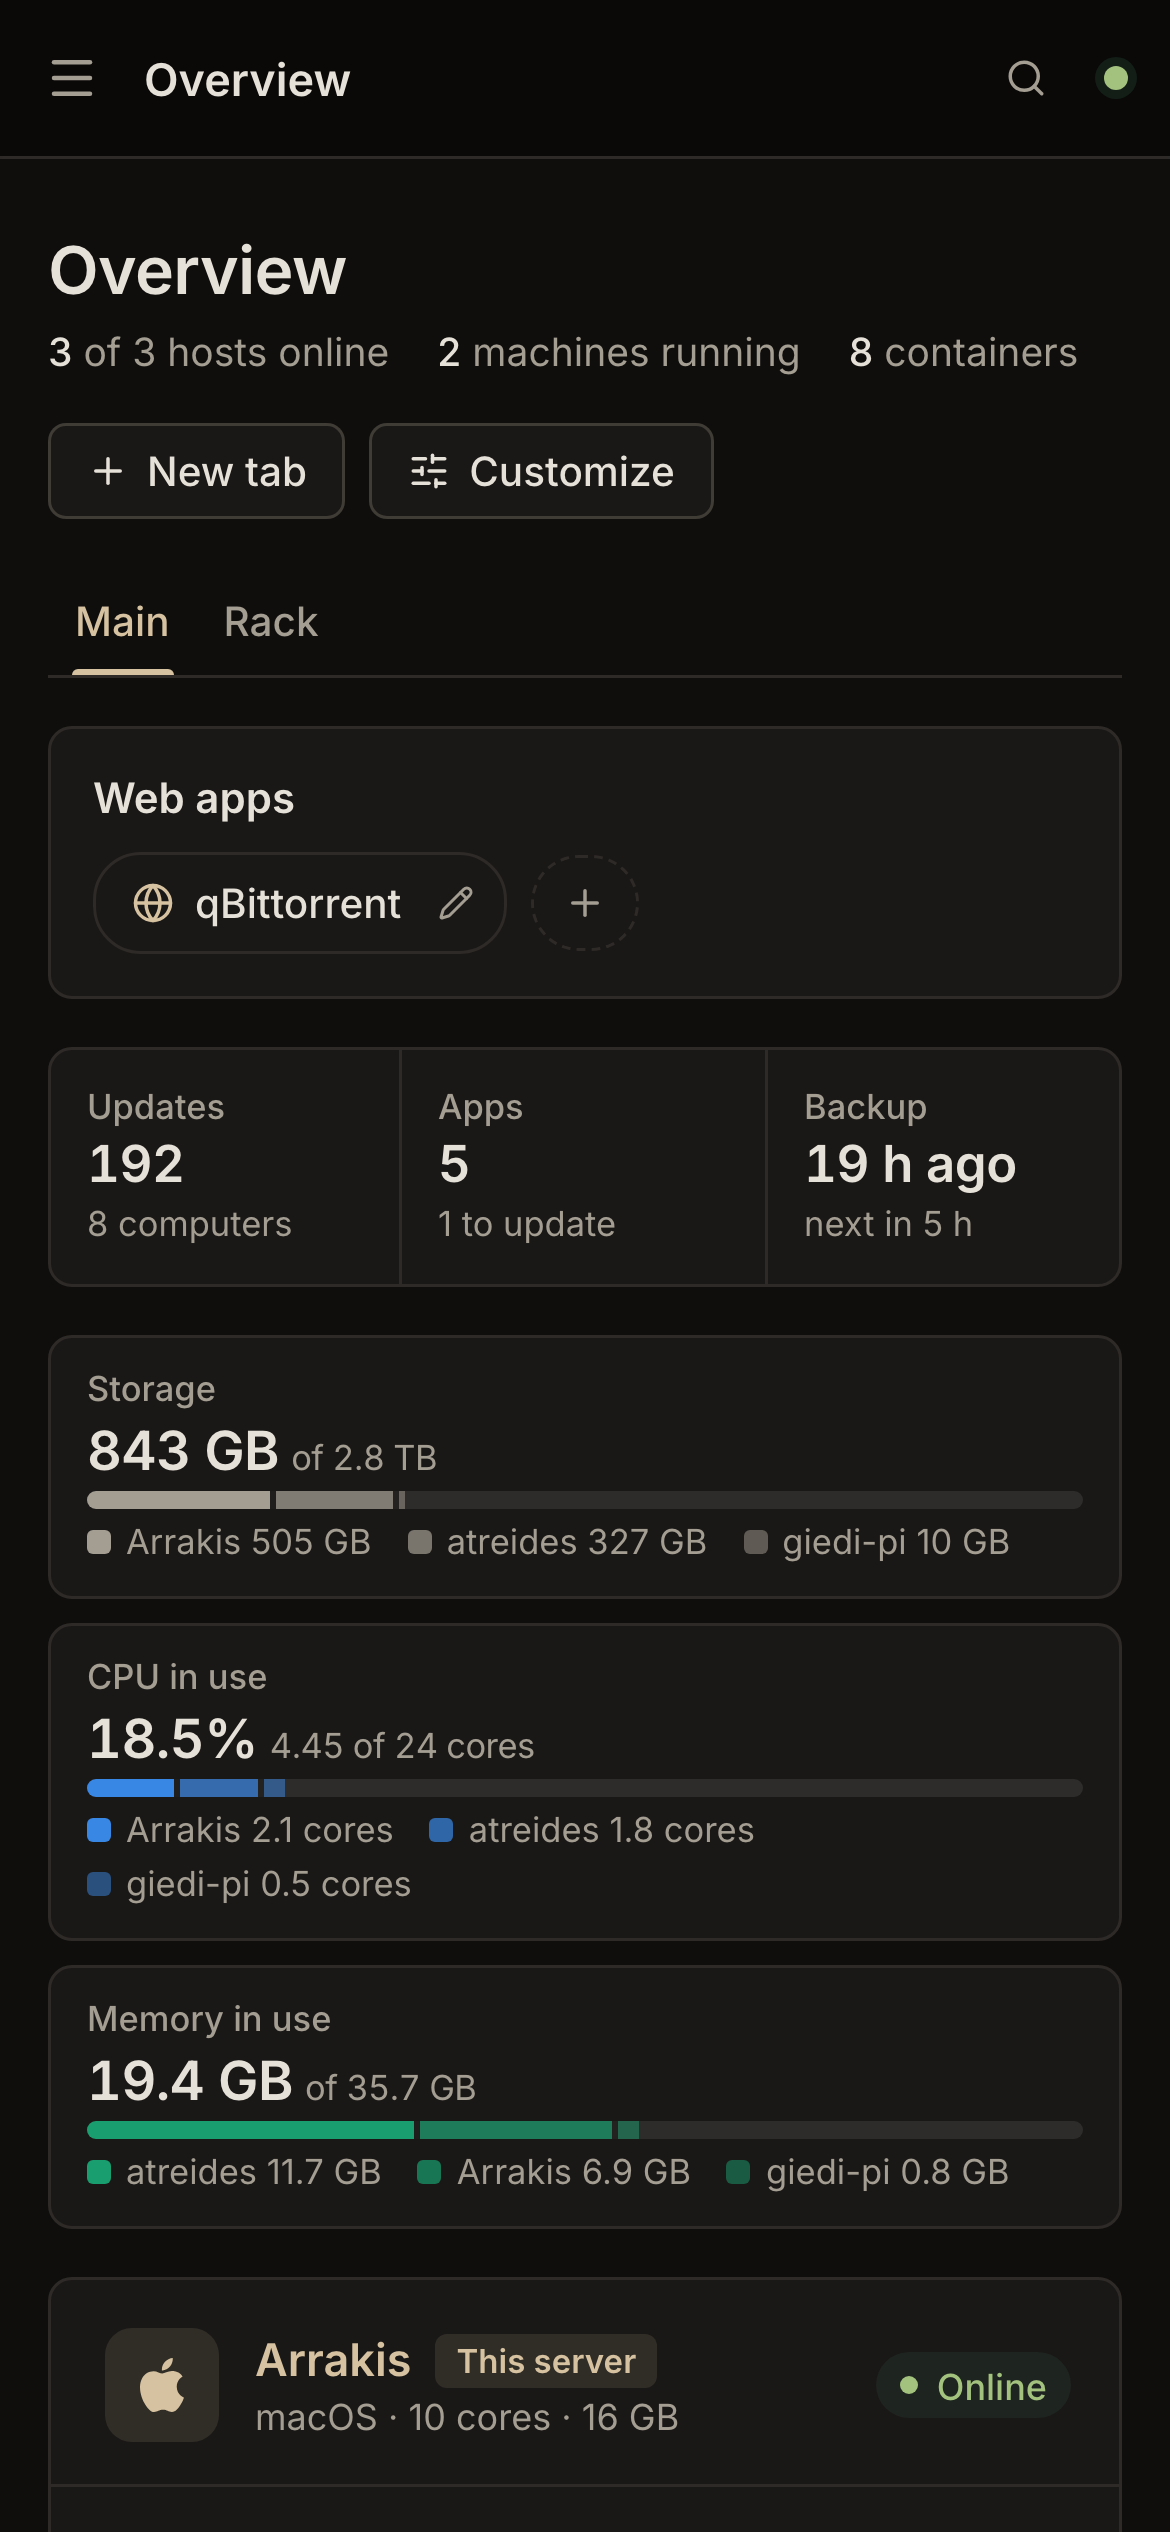 Overview
Overview
3 of 3 hosts online 2 machines running 8 containers
New tab Customize
Main Rack
Web apps
qBittorrent
Updates Apps Backup
192 5 19 h ago
8 computers 1 to update next in 5 h
Storage
843 GB of 2.8 TB
Arrakis 505 GB atreides 327 GB giedi-pi 10 GB
CPU in use
18.5% 4.45 of 24 cores
Arrakis 2.1 cores atreides 1.8 cores
giedi-pi 0.5 cores
Memory in use
19.4 GB of 35.7 GB
atreides 11.7 GB Arrakis 6.9 GB giedi-pi 0.8 GB
Arrakis This server
Online
macOS · 10 cores · 16 GB